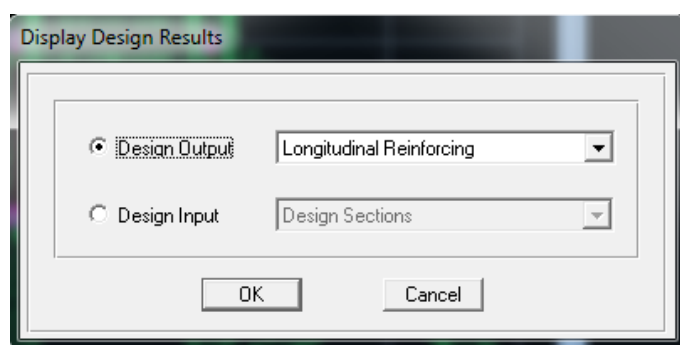 Display Design Results
Design Output Longitudinal Reinforcing
Design Input Design Sections
OK Cancel